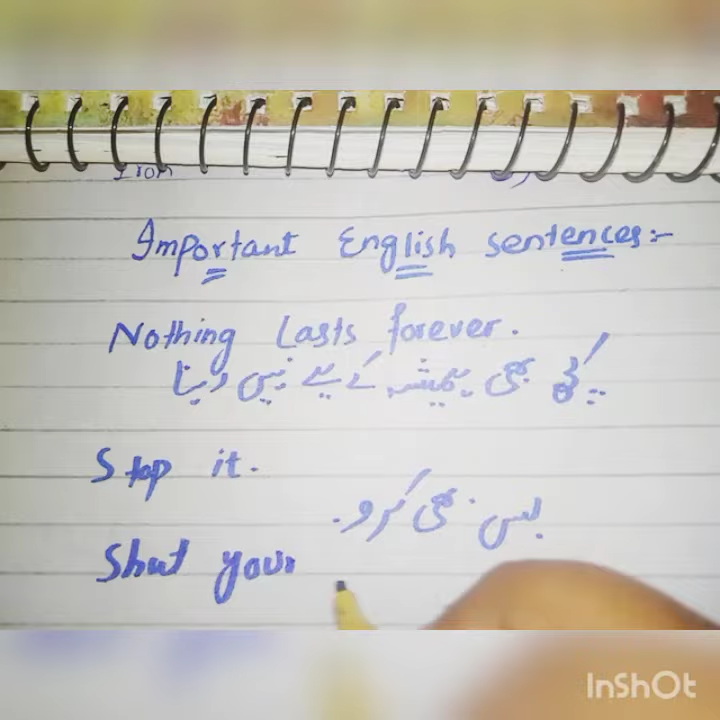 From
Important English sentences:-
Nothing Lasts forever.
کچھ بھی ہمیشہ کے لیے نہیں رہتا
Stop it.
بس بھی کرو.
Shut your
InShOt